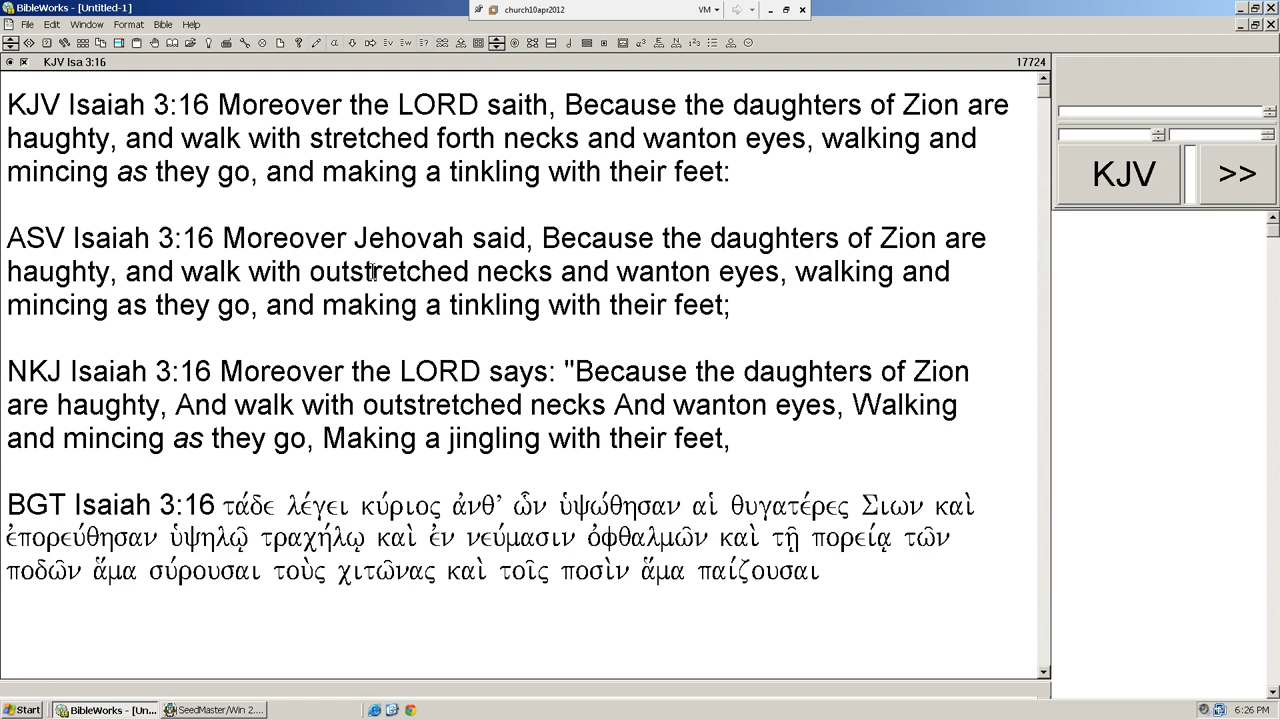 BibleWorks - [Untitled-1]
church10apr2012
VM
File Edit Window Format Bible Help
KJV Isa 3:16
17724
KJV Isaiah 3:16 Moreover the LORD saith, Because the daughters of Zion are
haughty, and walk with stretched forth necks and wanton eyes, walking and
mincing as they go, and making a tinkling with their feet:
ASV Isaiah 3:16 Moreover Jehovah said, Because the daughters of Zion are
haughty, and walk with outstretched necks and wanton eyes, walking and
mincing as they go, and making a tinkling with their feet;
NKJ Isaiah 3:16 Moreover the LORD says: "Because the daughters of Zion
are haughty, And walk with outstretched necks And wanton eyes, Walking
and mincing as they go, Making a jingling with their feet,
BGT Isaiah 3:16 τάδε λέγει κύριος ἀνθ’ ὧν ὑψώθησαν αἱ θυγατέρες Σιων καὶ
ἐπορεύθησαν ὑψηλῷ τραχήλῳ καὶ ἐν νεύμασιν ὀφθαλμῶν καὶ τῇ πορείᾳ τῶν
ποδῶν ἅμα σύρουσαι τοὺς χιτῶνας καὶ τοῖς ποσὶν ἅμα παίζουσαι
KJV
>>
Start
BibleWorks - [Un...
SeedMaster/Win 2....
6:26 PM